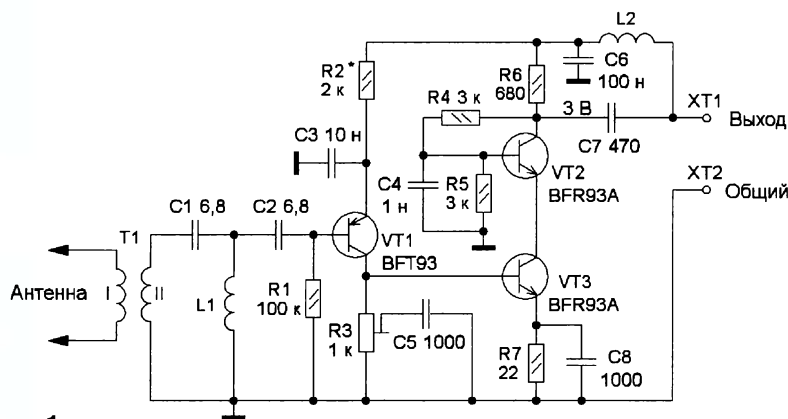 L2
R2*
2 к
R6
680
C6
100 н
R4 3 к
3 В
XT1
Выход
C7 470
C3 10 н
VT2
BFR93A
C4
1 н
R5
3 к
XT2
Общий
C1 6,8
C2 6,8
T1
VT1
BFT93
VT3
BFR93A
Антенна
I
II
L1
R1
100 к
R3
1 к
C5 1000
R7
22
C8
1000